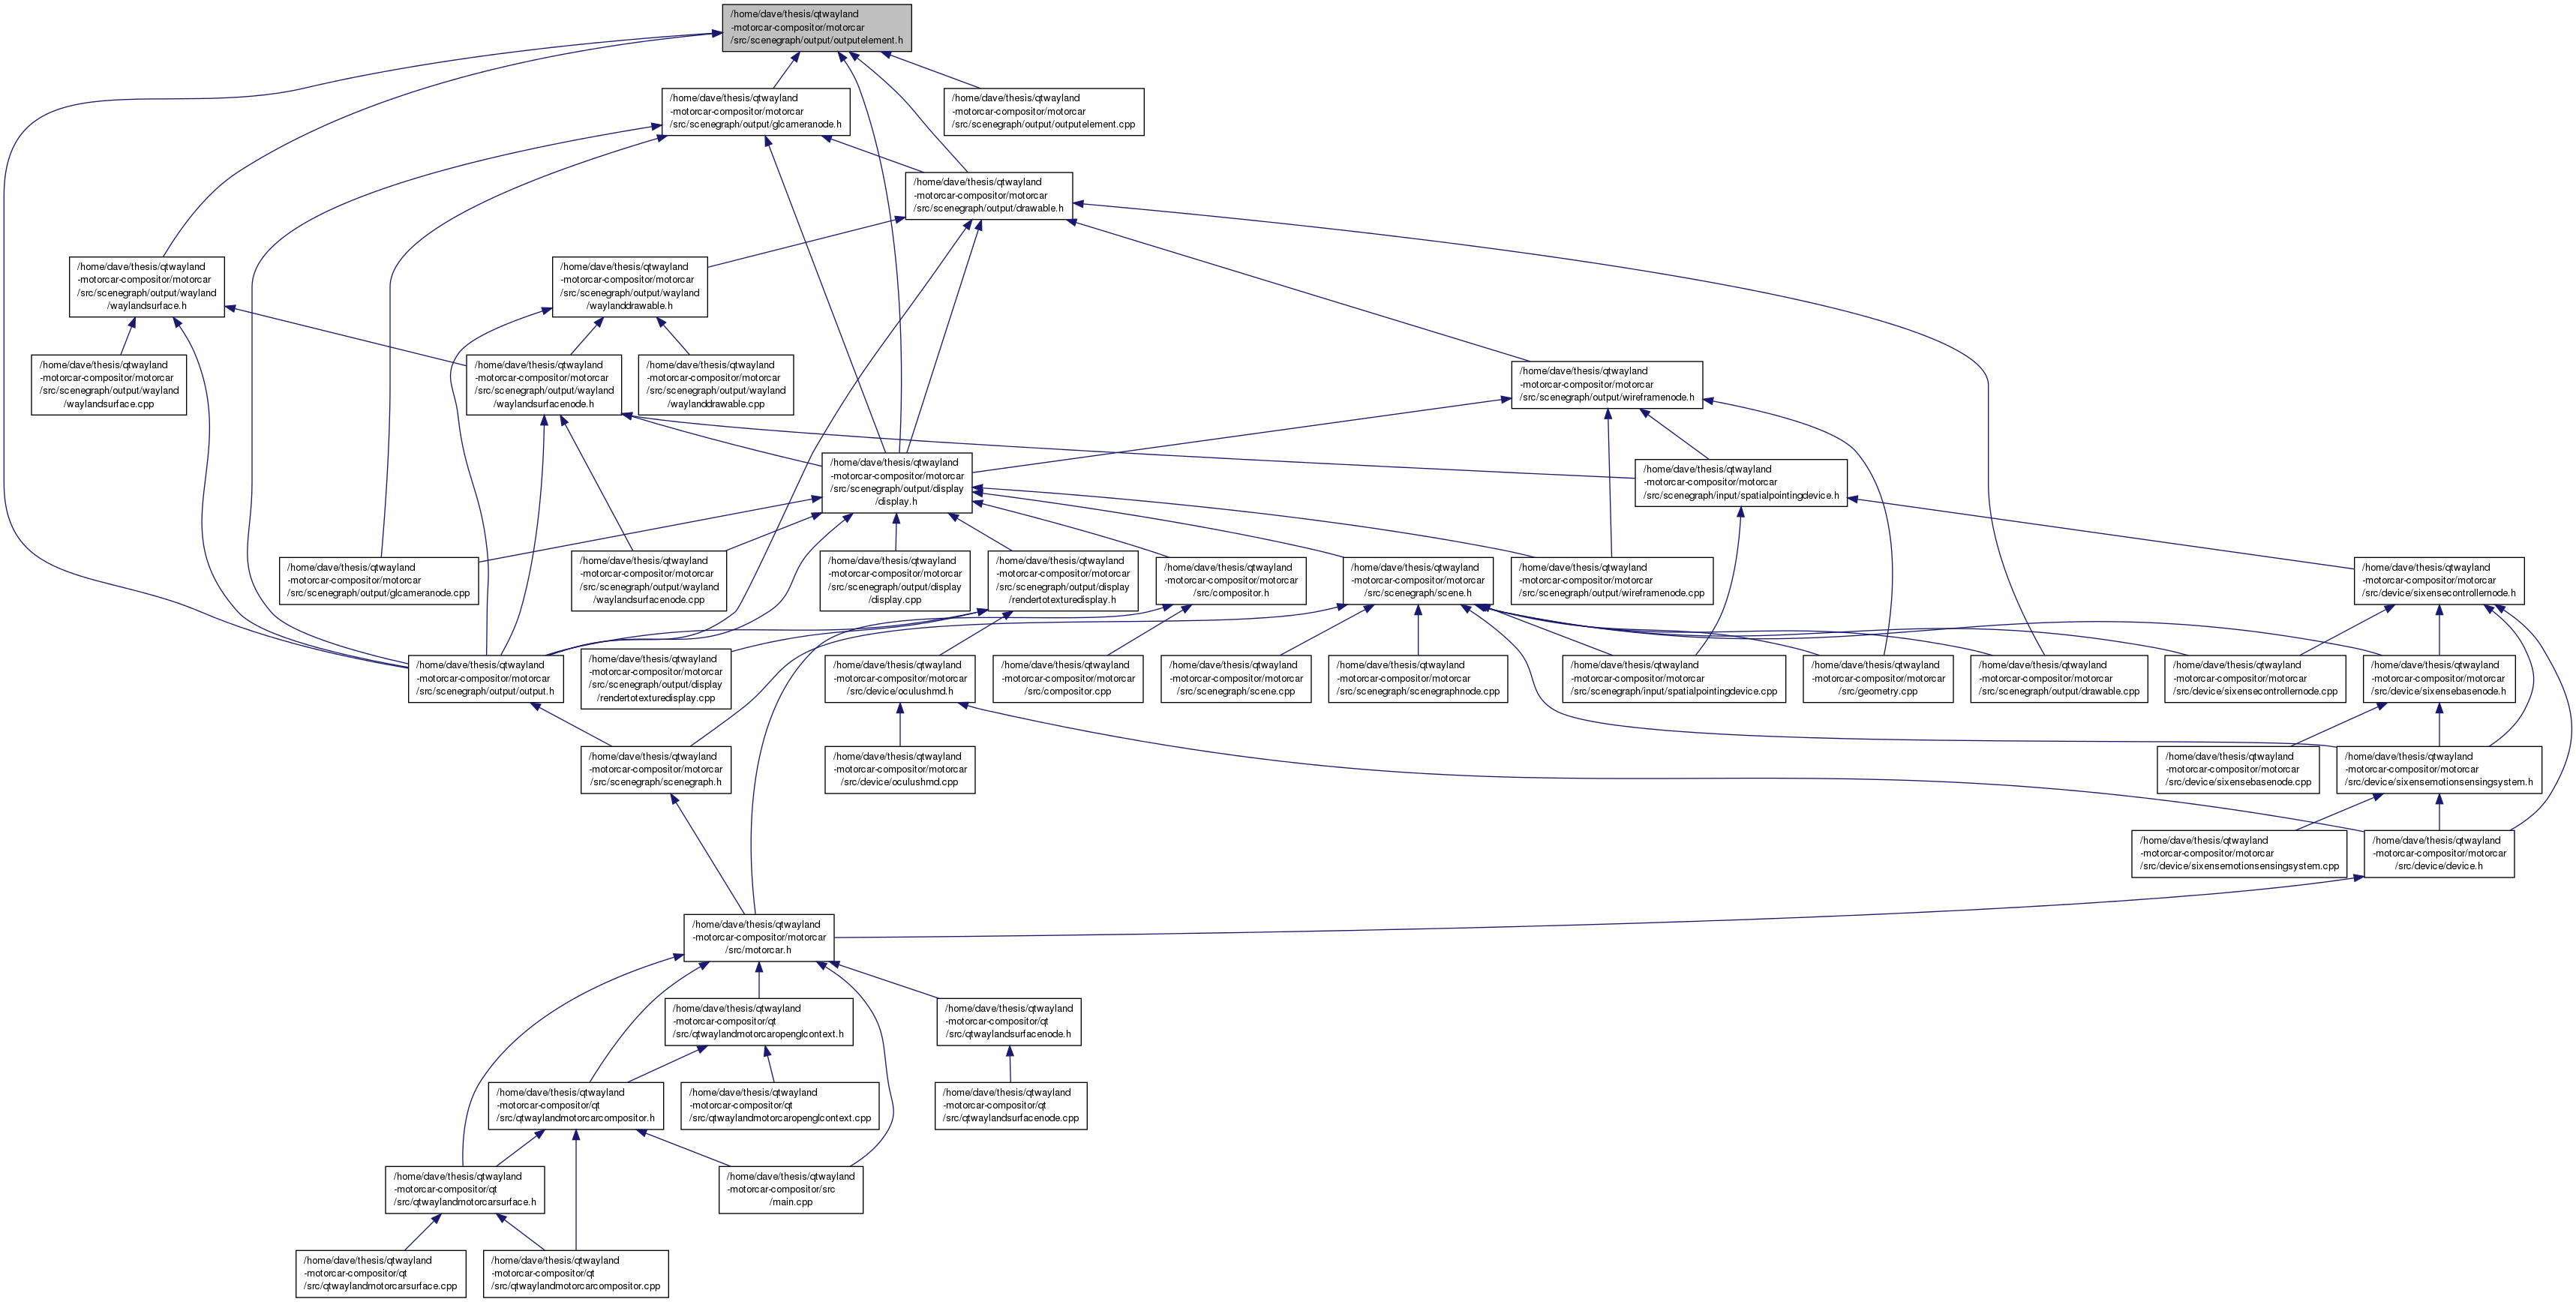 /home/dave/thesis/qtwayland
-motorcar-compositor/motorcar
/src/scenegraph/output/outputelement.h
/home/dave/thesis/qtwayland
-motorcar-compositor/motorcar
/src/scenegraph/output/glcameranode.h
/home/dave/thesis/qtwayland
-motorcar-compositor/motorcar
/src/scenegraph/output/outputelement.cpp
/home/dave/thesis/qtwayland
-motorcar-compositor/motorcar
/src/scenegraph/output/drawable.h
/home/dave/thesis/qtwayland
-motorcar-compositor/motorcar
/src/scenegraph/output/wayland
/waylandsurface.h
/home/dave/thesis/qtwayland
-motorcar-compositor/motorcar
/src/scenegraph/output/wayland
/waylanddrawable.h
/home/dave/thesis/qtwayland
-motorcar-compositor/motorcar
/src/scenegraph/output/wayland
/waylandsurface.cpp
/home/dave/thesis/qtwayland
-motorcar-compositor/motorcar
/src/scenegraph/output/wayland
/waylandsurfacenode.h
/home/dave/thesis/qtwayland
-motorcar-compositor/motorcar
/src/scenegraph/output/wayland
/waylanddrawable.cpp
/home/dave/thesis/qtwayland
-motorcar-compositor/motorcar
/src/scenegraph/output/wireframenode.h
/home/dave/thesis/qtwayland
-motorcar-compositor/motorcar
/src/scenegraph/output/display
/display.h
/home/dave/thesis/qtwayland
-motorcar-compositor/motorcar
/src/scenegraph/input/spatialpointingdevice.h
/home/dave/thesis/qtwayland
-motorcar-compositor/motorcar
/src/scenegraph/output/glcameranode.cpp
/home/dave/thesis/qtwayland
-motorcar-compositor/motorcar
/src/scenegraph/output/wayland
/waylandsurfacenode.cpp
/home/dave/thesis/qtwayland
-motorcar-compositor/motorcar
/src/scenegraph/output/display
/display.cpp
/home/dave/thesis/qtwayland
-motorcar-compositor/motorcar
/src/scenegraph/output/display
/rendertotexturedisplay.h
/home/dave/thesis/qtwayland
-motorcar-compositor/motorcar
/src/compositor.h
/home/dave/thesis/qtwayland
-motorcar-compositor/motorcar
/src/scenegraph/scene.h
/home/dave/thesis/qtwayland
-motorcar-compositor/motorcar
/src/scenegraph/output/wireframenode.cpp
/home/dave/thesis/qtwayland
-motorcar-compositor/motorcar
/src/device/sixensecontrollernode.h
/home/dave/thesis/qtwayland
-motorcar-compositor/motorcar
/src/scenegraph/output/output.h
/home/dave/thesis/qtwayland
-motorcar-compositor/motorcar
/src/scenegraph/output/display
/rendertotexturedisplay.cpp
/home/dave/thesis/qtwayland
-motorcar-compositor/motorcar
/src/device/oculushmd.h
/home/dave/thesis/qtwayland
-motorcar-compositor/motorcar
/src/compositor.cpp
/home/dave/thesis/qtwayland
-motorcar-compositor/motorcar
/src/scenegraph/scene.cpp
/home/dave/thesis/qtwayland
-motorcar-compositor/motorcar
/src/scenegraph/scenegraphnode.cpp
/home/dave/thesis/qtwayland
-motorcar-compositor/motorcar
/src/scenegraph/input/spatialpointingdevice.cpp
/home/dave/thesis/qtwayland
-motorcar-compositor/motorcar
/src/geometry.cpp
/home/dave/thesis/qtwayland
-motorcar-compositor/motorcar
/src/scenegraph/output/drawable.cpp
/home/dave/thesis/qtwayland
-motorcar-compositor/motorcar
/src/device/sixensecontrollernode.cpp
/home/dave/thesis/qtwayland
-motorcar-compositor/motorcar
/src/device/sixensebasenode.h
/home/dave/thesis/qtwayland
-motorcar-compositor/motorcar
/src/scenegraph/scenegraph.h
/home/dave/thesis/qtwayland
-motorcar-compositor/motorcar
/src/device/oculushmd.cpp
/home/dave/thesis/qtwayland
-motorcar-compositor/motorcar
/src/device/sixensebasenode.cpp
/home/dave/thesis/qtwayland
-motorcar-compositor/motorcar
/src/device/sixensemotionsensingsystem.h
/home/dave/thesis/qtwayland
-motorcar-compositor/motorcar
/src/device/sixensemotionsensingsystem.cpp
/home/dave/thesis/qtwayland
-motorcar-compositor/motorcar
/src/device/device.h
/home/dave/thesis/qtwayland
-motorcar-compositor/motorcar
/src/motorcar.h
/home/dave/thesis/qtwayland
-motorcar-compositor/qt
/src/qtwaylandmotorcaropenglcontext.h
/home/dave/thesis/qtwayland
-motorcar-compositor/qt
/src/qtwaylandsurfacenode.h
/home/dave/thesis/qtwayland
-motorcar-compositor/qt
/src/qtwaylandmotorcarcompositor.h
/home/dave/thesis/qtwayland
-motorcar-compositor/qt
/src/qtwaylandmotorcaropenglcontext.cpp
/home/dave/thesis/qtwayland
-motorcar-compositor/qt
/src/qtwaylandsurfacenode.cpp
/home/dave/thesis/qtwayland
-motorcar-compositor/qt
/src/qtwaylandmotorcarsurface.h
/home/dave/thesis/qtwayland
-motorcar-compositor/src
/main.cpp
/home/dave/thesis/qtwayland
-motorcar-compositor/qt
/src/qtwaylandmotorcarsurface.cpp
/home/dave/thesis/qtwayland
-motorcar-compositor/qt
/src/qtwaylandmotorcarcompositor.cpp